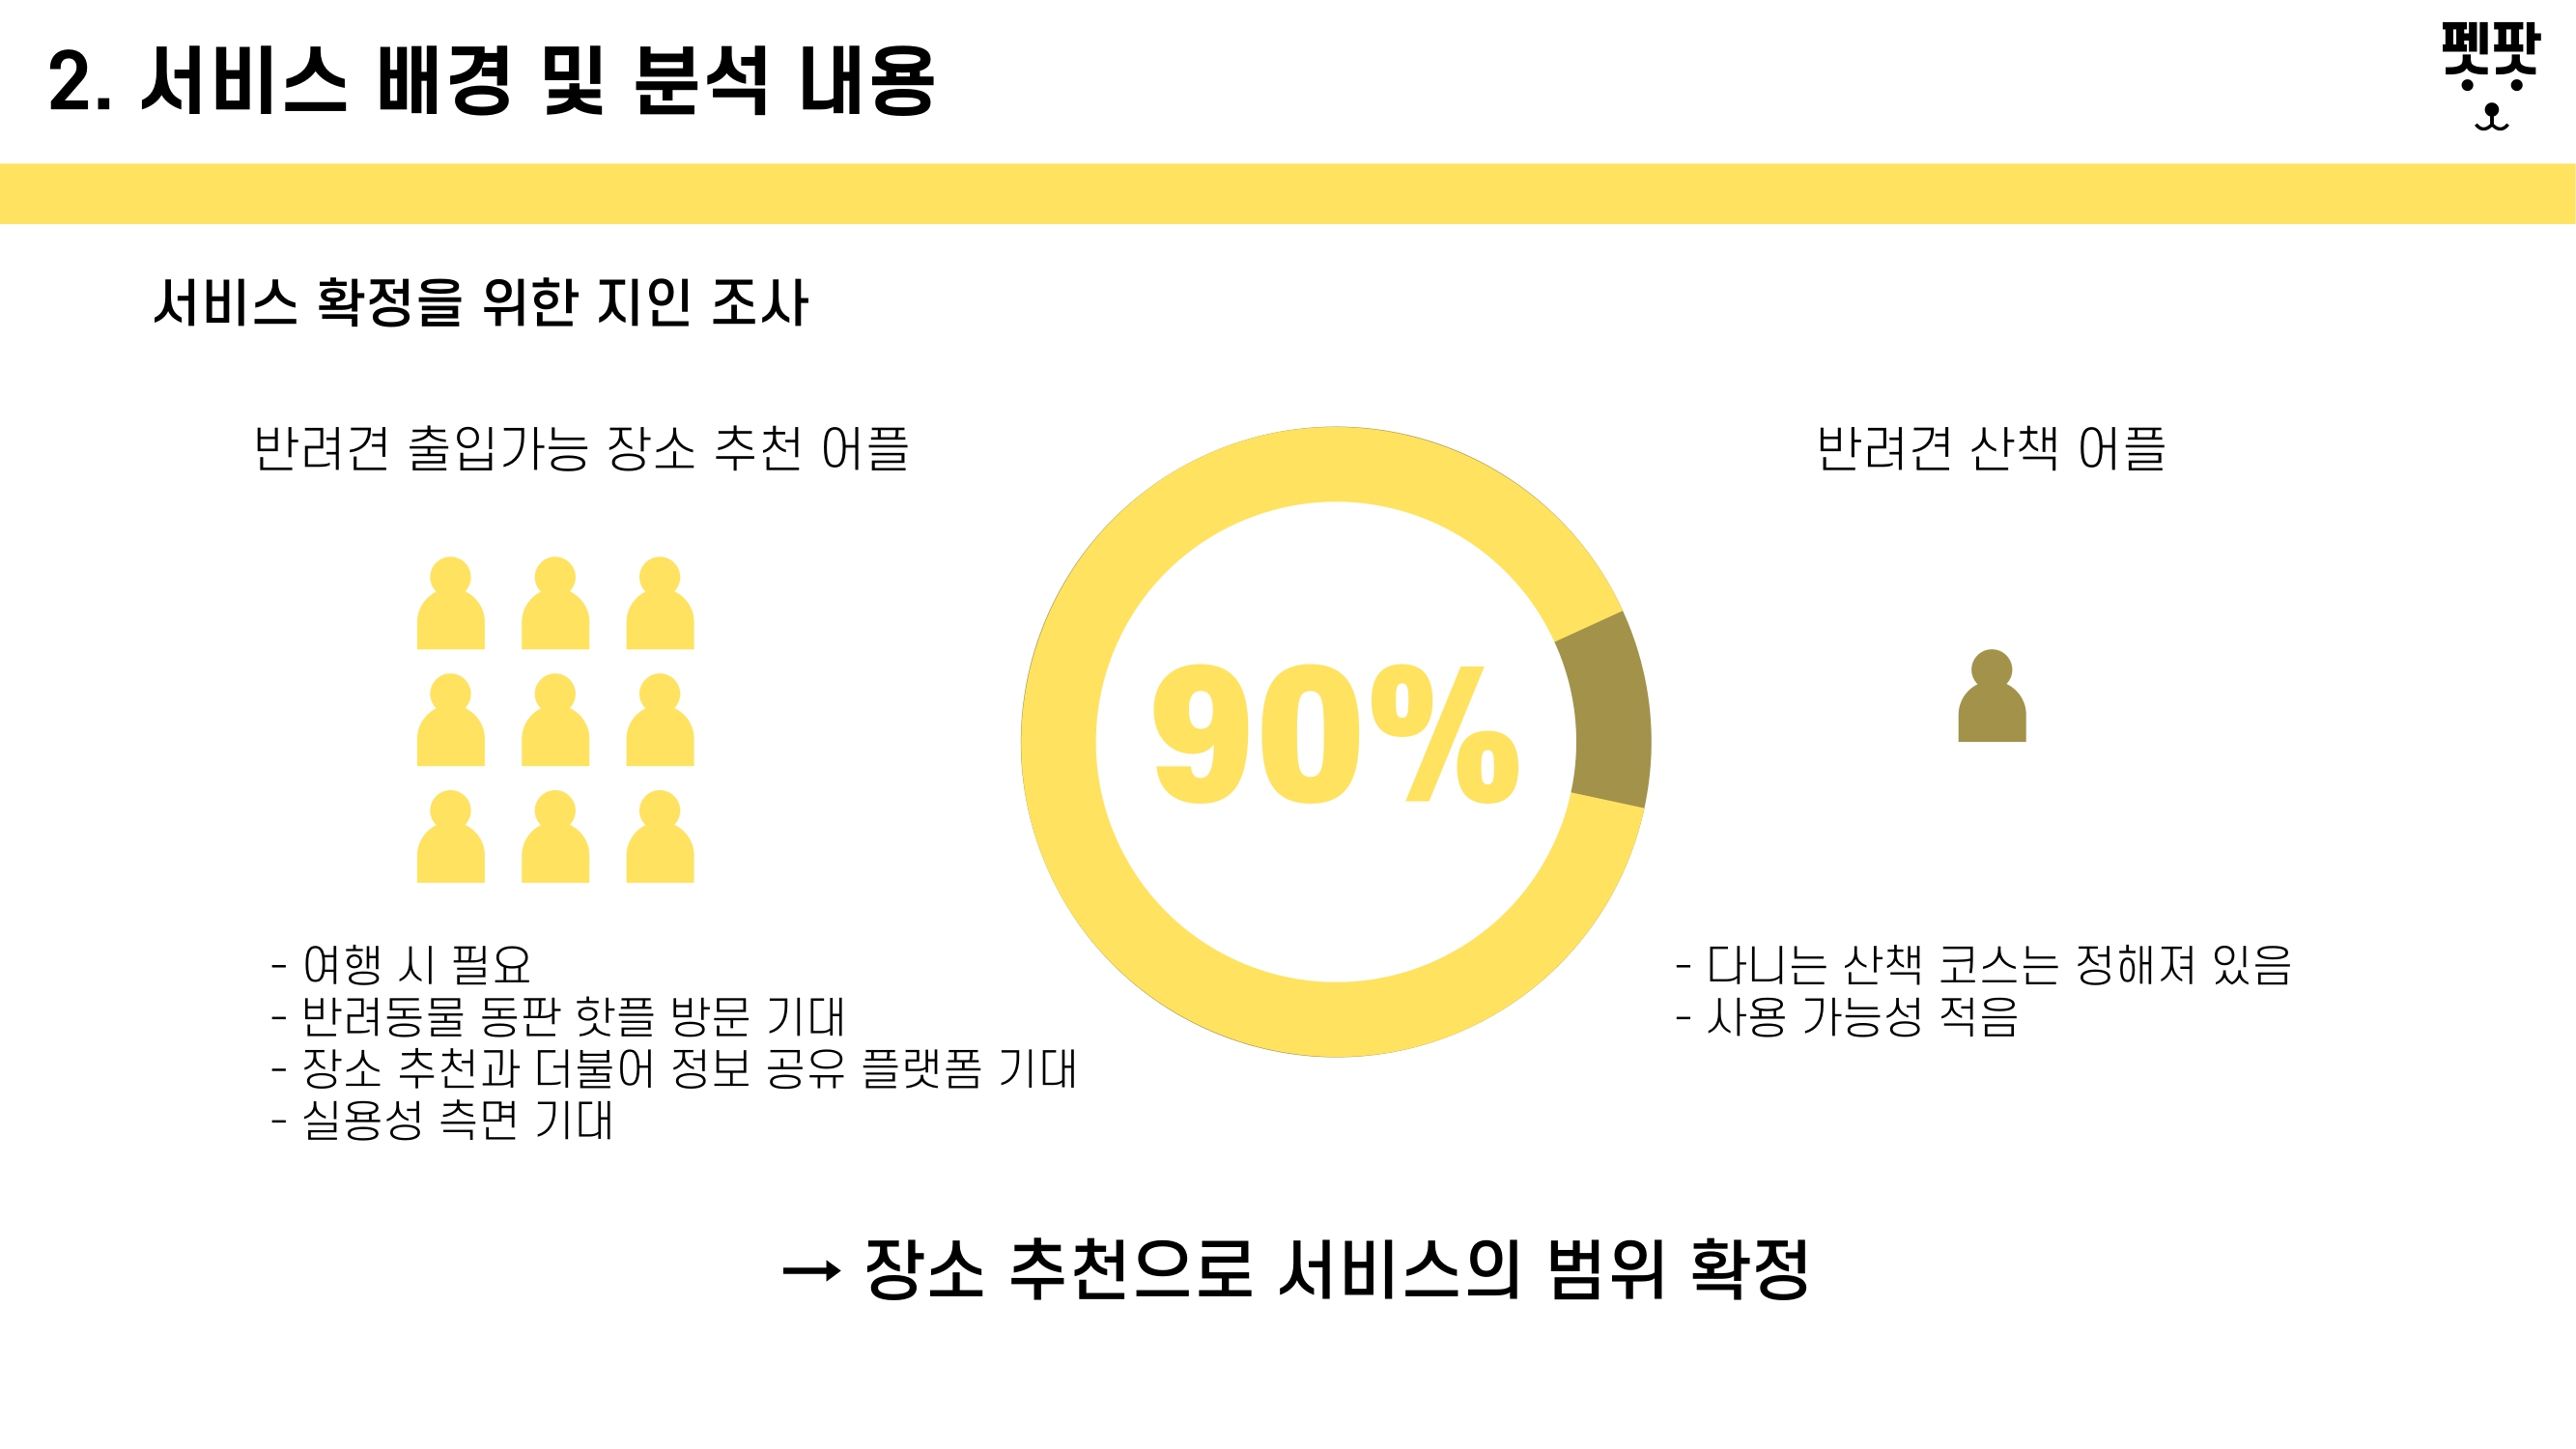 2. 서비스 배경 및 분석 내용
펫팟
서비스 확정을 위한 지인 조사
반려견 출입가능 장소 추천 어플
반려견 산책 어플
90%
- 여행 시 필요
- 반려동물 동판 핫플 방문 기대
- 장소 추천과 더불어 정보 공유 플랫폼 기대
- 실용성 측면 기대
- 다니는 산책 코스는 정해져 있음
- 사용 가능성 적음
→ 장소 추천으로 서비스의 범위 확정